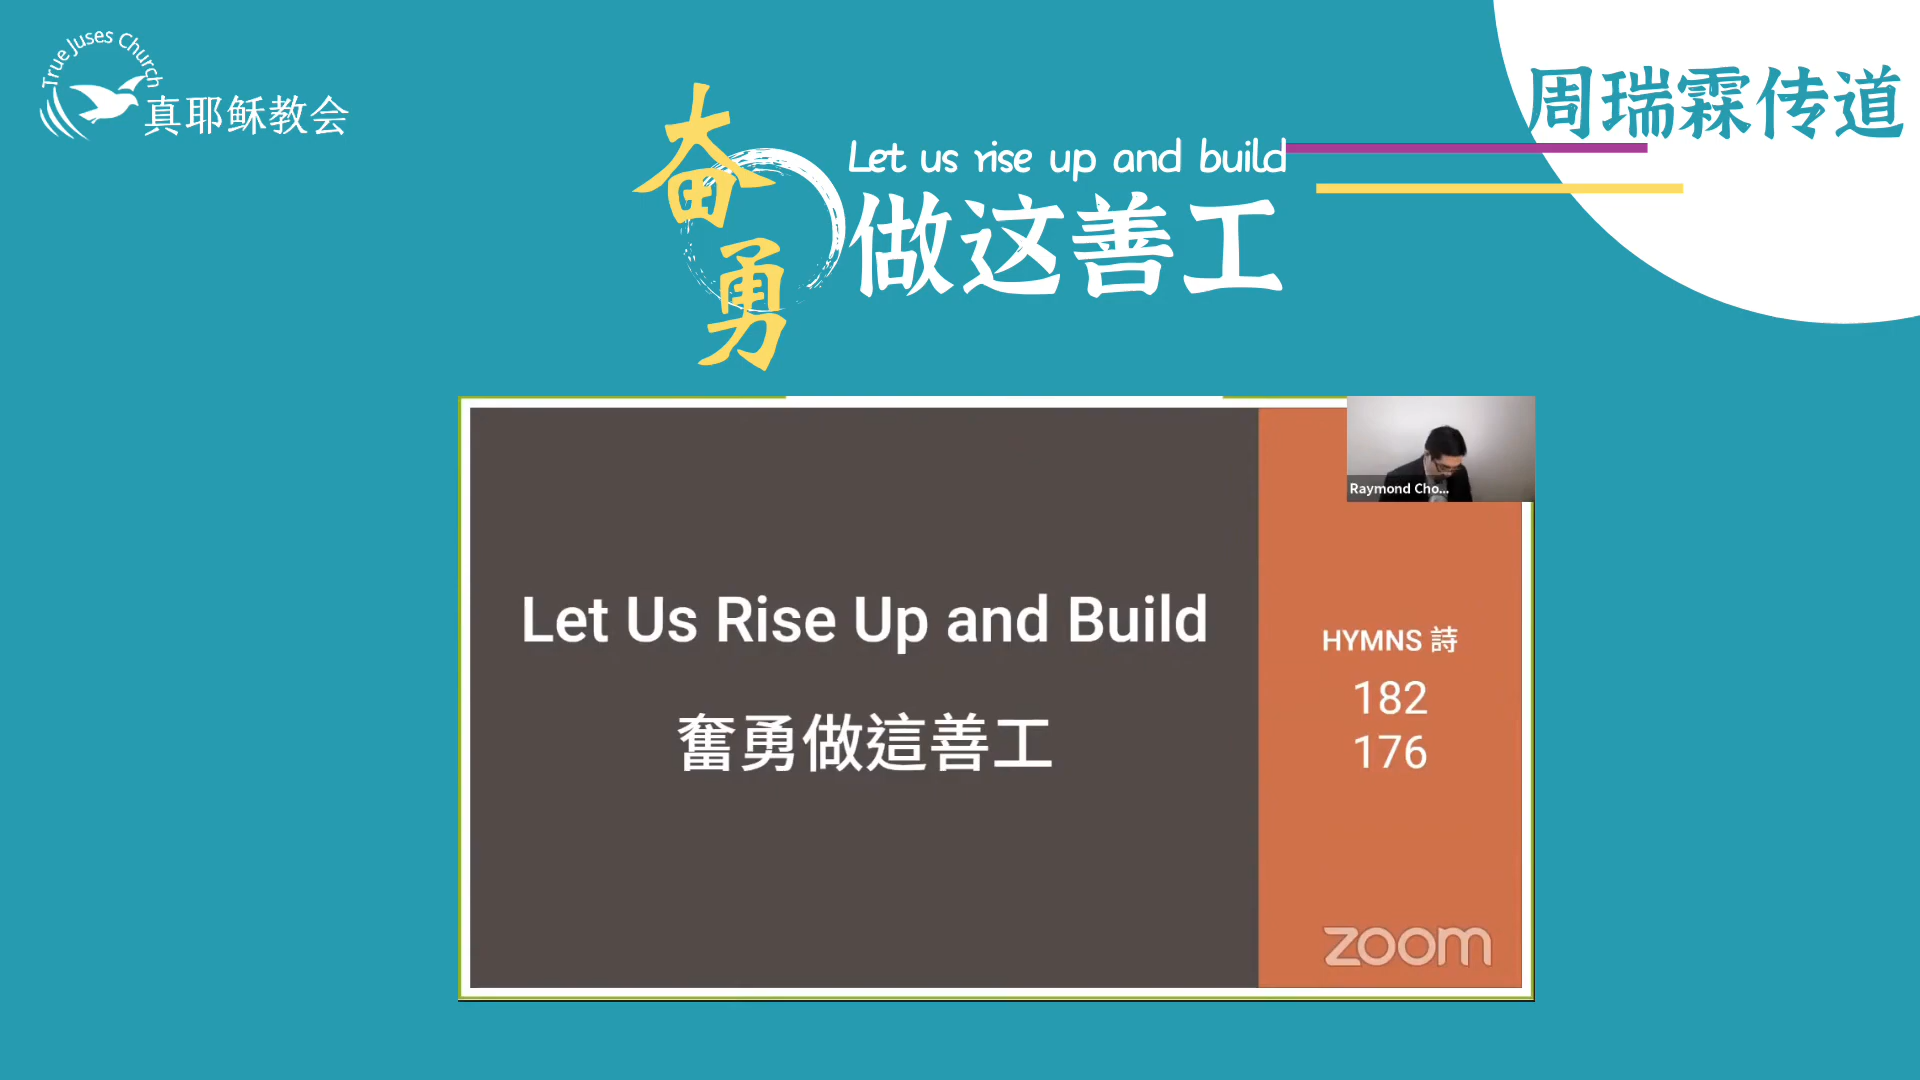 True Juses Church
真耶稣教会
奋勇
Let us rise up and build
做这善工
周瑞霖传道
Raymond Cho...
Let Us Rise Up and Build
奮勇做這善工
HYMNS 詩
182
176
zoom